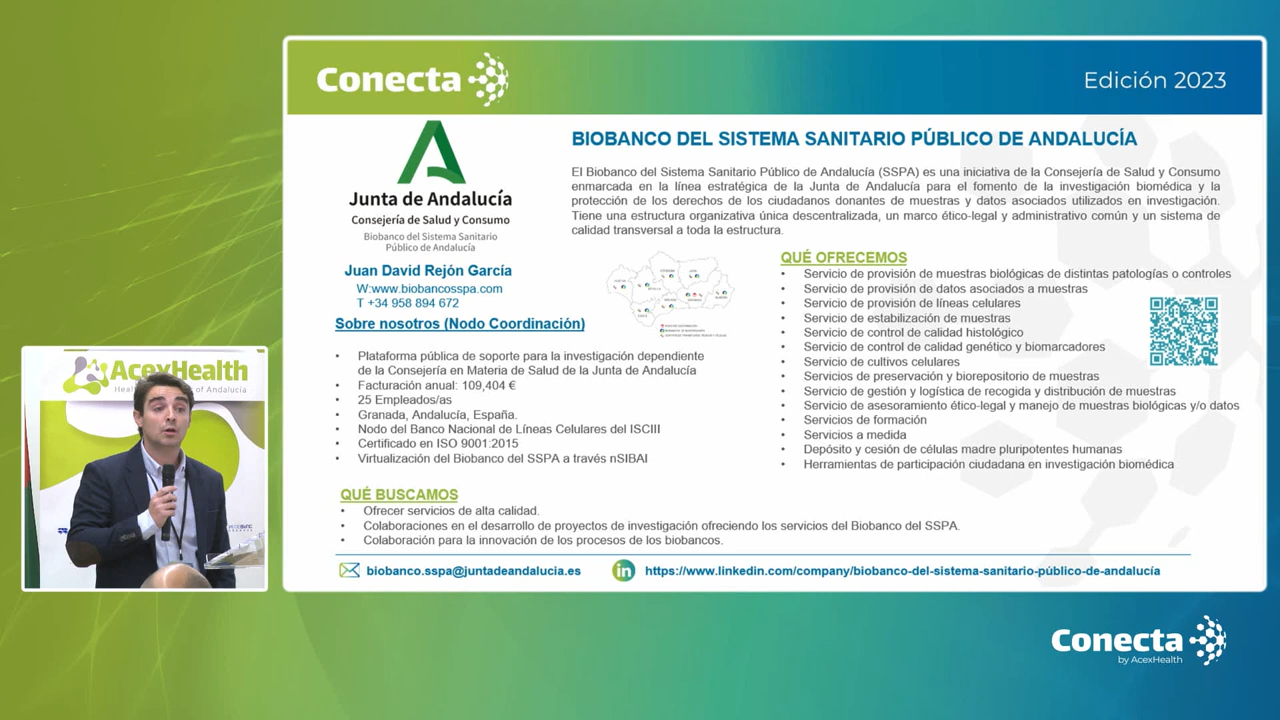 Conecta
Edición 2023
Junta de Andalucía
Consejería de Salud y Consumo
Biobanco del Sistema Sanitario
Público de Andalucía
Juan David Rejón García
W:www.biobancosspa.com
T +34 958 894 672
Sobre nosotros (Nodo Coordinación)
• Plataforma pública de soporte para la investigación dependiente
de la Consejería en Materia de Salud de la Junta de Andalucía
• Facturación anual: 109,404 €
• 25 Empleados/as
• Granada, Andalucía, España.
• Nodo del Banco Nacional de Líneas Celulares del ISCIII
• Certificado en ISO 9001:2015
• Virtualización del Biobanco del SSPA a través nSIBAI
BIOBANCO DEL SISTEMA SANITARIO PÚBLICO DE ANDALUCÍA
El Biobanco del Sistema Sanitario Público de Andalucía (SSPA) es una iniciativa de la Consejería de Salud y Consumo
enmarcada en la línea estratégica de la Junta de Andalucía para el fomento de la investigación biomédica y la
protección de los derechos de los ciudadanos donantes de muestras y datos asociados utilizados en investigación.
Tiene una estructura organizativa única descentralizada, un marco ético-legal y administrativo común y un sistema de
calidad transversal a toda la estructura.
QUÉ OFRECEMOS
• Servicio de provisión de muestras biológicas de distintas patologías o controles
• Servicio de provisión de datos asociados a muestras
• Servicio de provisión de líneas celulares
• Servicio de estabilización de muestras
• Servicio de control de calidad histológico
• Servicio de control de calidad genético y biomarcadores
• Servicio de cultivos celulares
• Servicios de preservación y biorepositorio de muestras
• Servicio de gestión y logística de recogida y distribución de muestras
• Servicio de asesoramiento ético-legal y manejo de muestras biológicas y/o datos
• Servicios de formación
• Servicios a medida
• Depósito y cesión de células madre pluripotentes humanas
• Herramientas de participación ciudadana en investigación biomédica
QUÉ BUSCAMOS
• Ofrecer servicios de alta calidad.
• Colaboraciones en el desarrollo de proyectos de investigación ofreciendo los servicios del Biobanco del SSPA.
• Colaboración para la innovación de los procesos de los biobancos.
biobanco.sspa@juntadeandalucia.es
in
https://www.linkedin.com/company/biobanco-del-sistema-sanitario-público-de-andalucía
AcexHealth
of Andalucía
Conecta
by AcexHealth